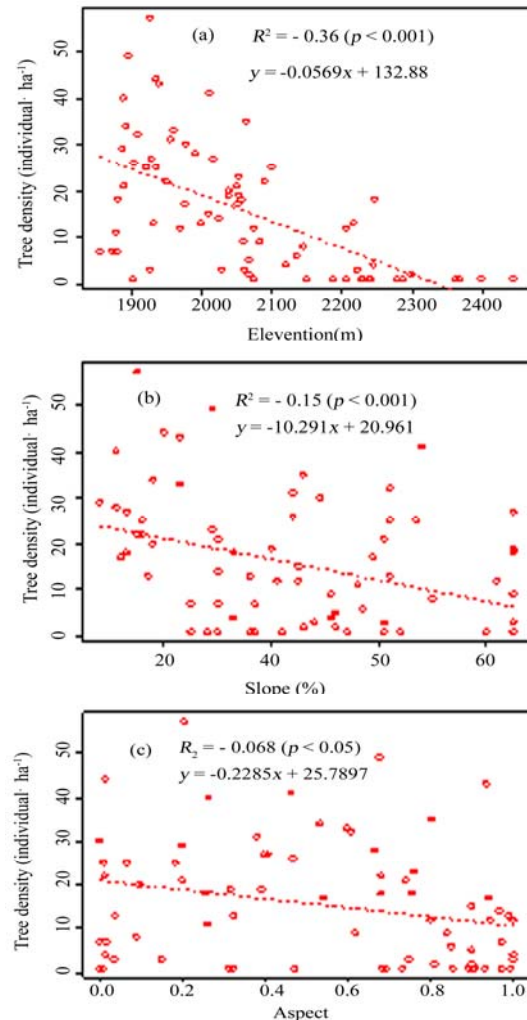 (a)
R² = - 0.36 (p < 0.001)
y = -0.0569x + 132.88
Tree density (individual· ha⁻¹)
50
40
30
20
10
0
1900 2000 2100 2200 2300 2400
Elevention(m)
(b)
R² = - 0.15 (p < 0.001)
y = -10.291x + 20.961
Tree density (individual· ha⁻¹)
50
40
30
20
10
0
20 30 40 50 60
Slope (%)
(c)
R₂ = - 0.068 (p < 0.05)
y = -0.2285x + 25.7897
Tree density (individual· ha⁻¹)
50
40
30
20
10
0
0.0 0.2 0.4 0.6 0.8 1.0
Aspect